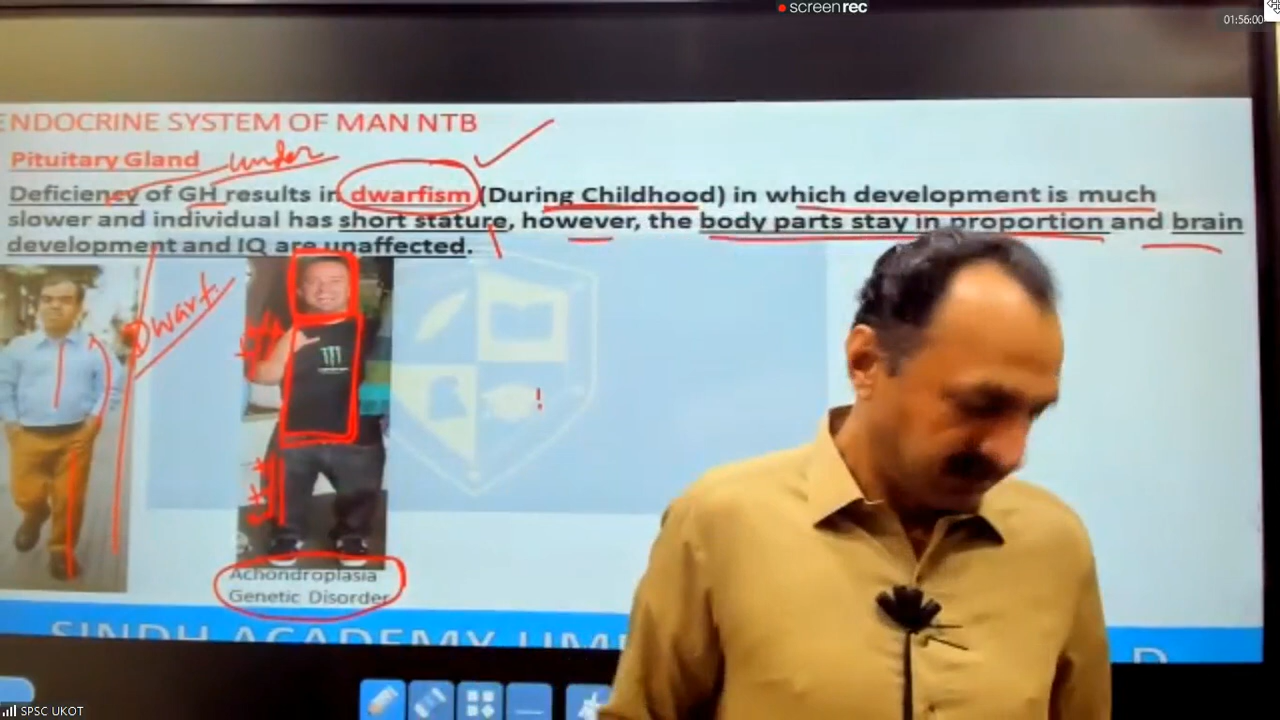 screenrec
01:56:00
ENDOCRINE SYSTEM OF MAN NTB
Pituitary Gland under
Deficiency of GH results in dwarfism (During Childhood) in which development is much
slower and individual has short stature, however, the body parts stay in proportion and brain
development and IQ are unaffected.
Dwarf
Achondroplasia
Genetic Disorder
SINDH ACADEMY
SPSC UKOT